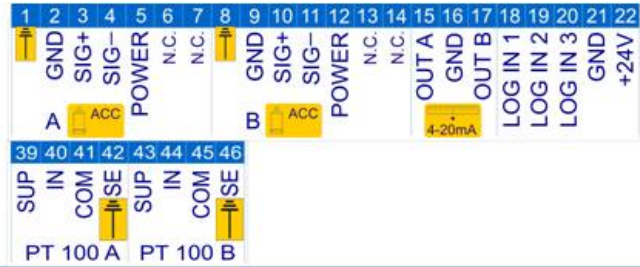 1 2 3 4 5 6 7 8 9 10 11 12 13 14 15 16 17 18 19 20 21 22
GND SIG+ SIG– POWER N.C. N.C. GND SIG+ SIG– POWER N.C. N.C. OUT A GND OUT B LOG IN 1 LOG IN 2 LOG IN 3 GND +24V
A ACC B ACC 4-20mA
39 40 41 42 43 44 45 46
SUP IN COM SE SUP IN COM SE
PT 100 A PT 100 B